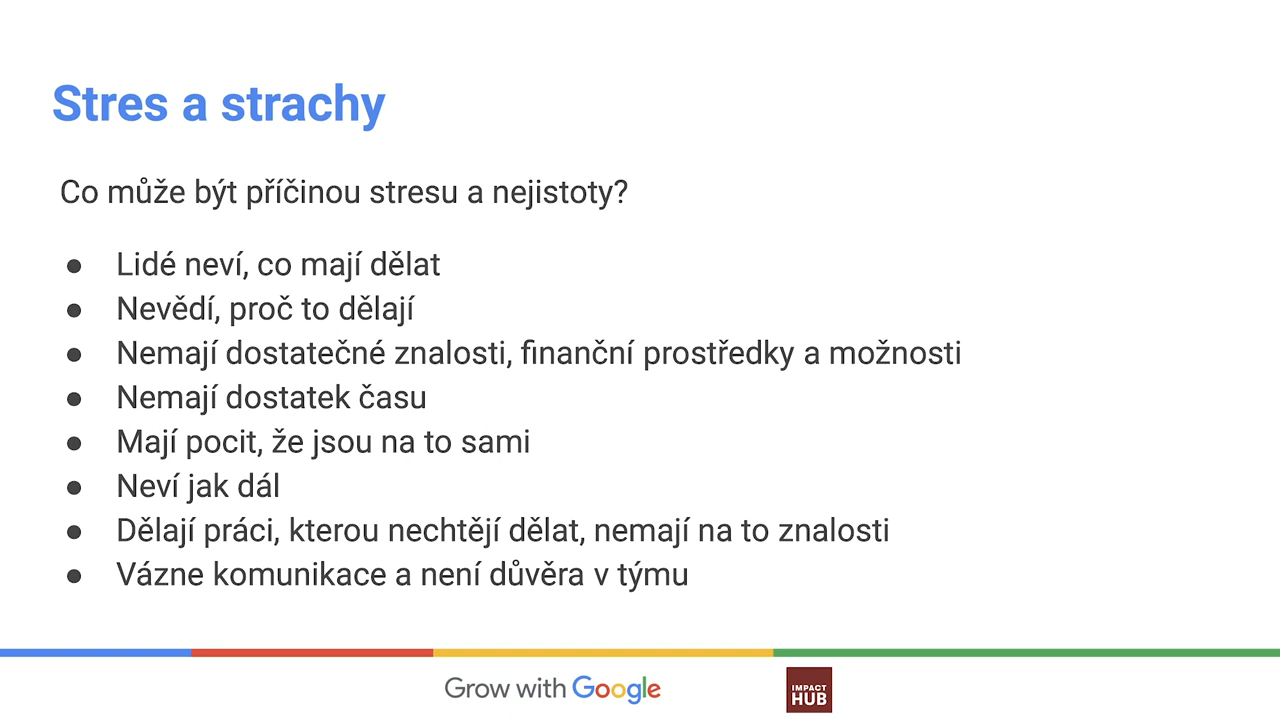 Stres a strachy
Co může být příčinou stresu a nejistoty?
● Lidé neví, co mají dělat
● Nevědí, proč to dělají
● Nemají dostatečné znalosti, finanční prostředky a možnosti
● Nemají dostatek času
● Mají pocit, že jsou na to sami
● Neví jak dál
● Dělají práci, kterou nechtějí dělat, nemají na to znalosti
● Vázne komunikace a není důvěra v týmu
Grow with Google
IMPACT
HUB